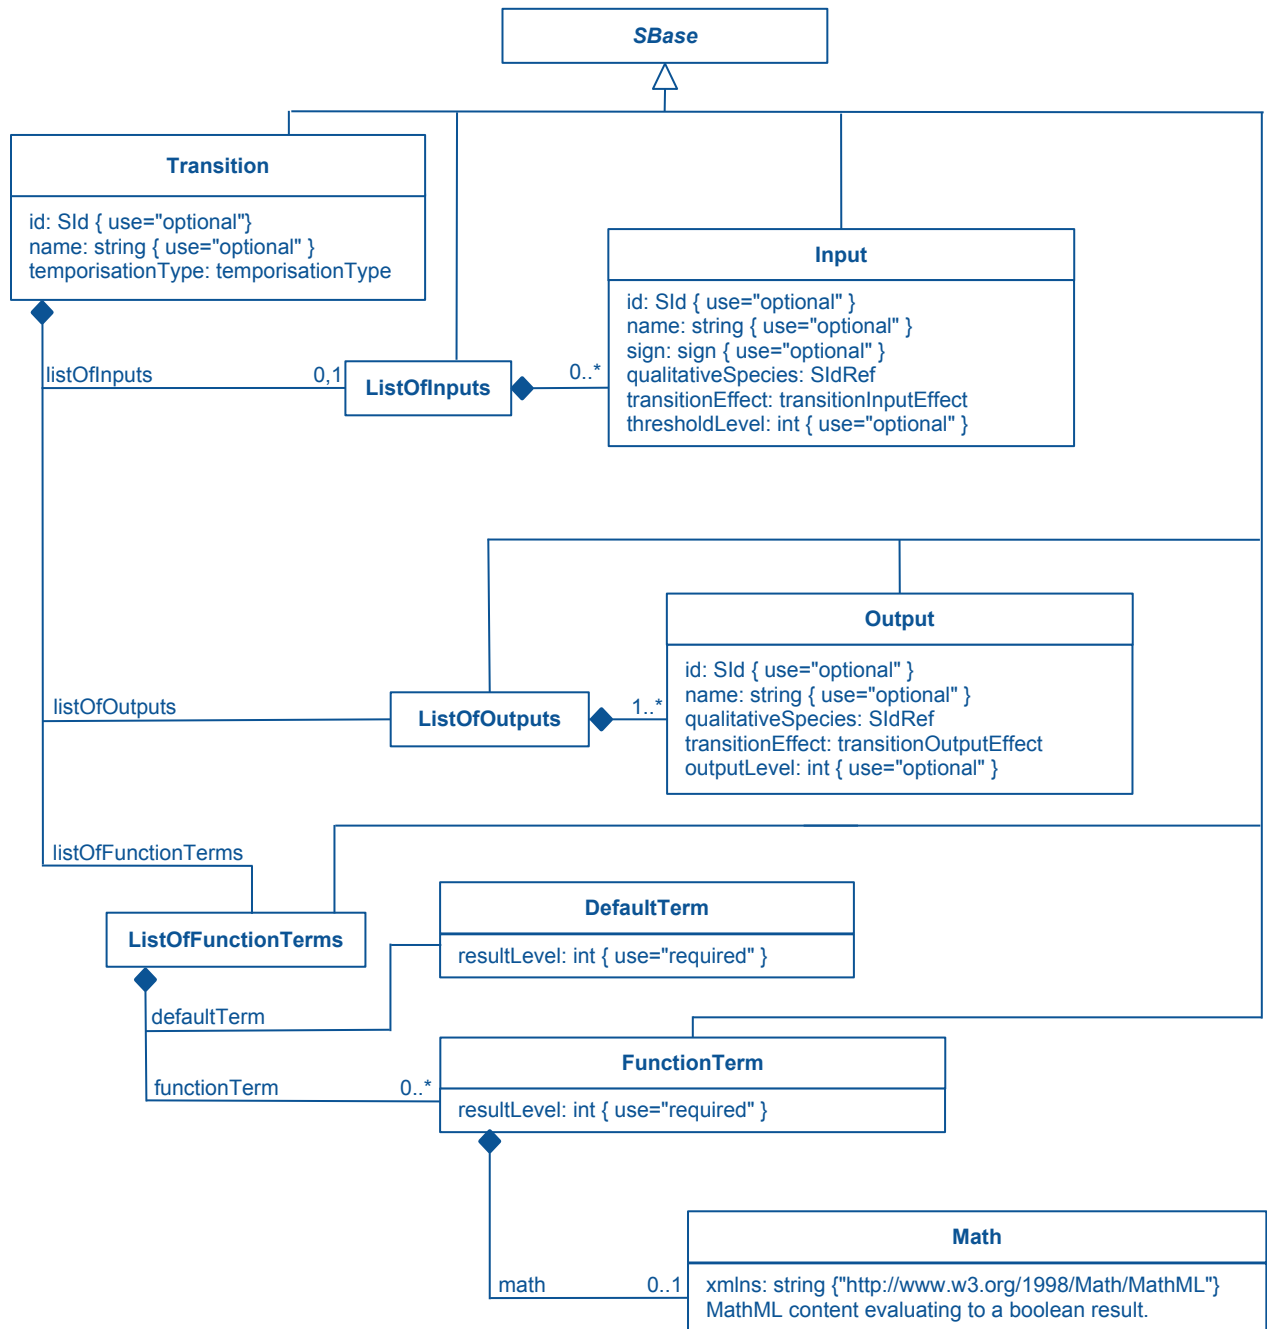 SBase
Transition
id: SId { use="optional"}
name: string { use="optional" }
temporisationType: temporisationType
Input
id: SId { use="optional" }
name: string { use="optional" }
sign: sign { use="optional" }
qualitativeSpecies: SIdRef
transitionEffect: transitionInputEffect
thresholdLevel: int { use="optional" }
listOfInputs
0,1
ListOfInputs
0..*
Output
id: SId { use="optional" }
name: string { use="optional" }
qualitativeSpecies: SIdRef
transitionEffect: transitionOutputEffect
outputLevel: int { use="optional" }
listOfOutputs
ListOfOutputs
1..*
listOfFunctionTerms
ListOfFunctionTerms
DefaultTerm
resultLevel: int { use="required" }
defaultTerm
FunctionTerm
resultLevel: int { use="required" }
functionTerm
0..*
Math
xmlns: string {"http://www.w3.org/1998/Math/MathML"}
MathML content evaluating to a boolean result.
math
0..1